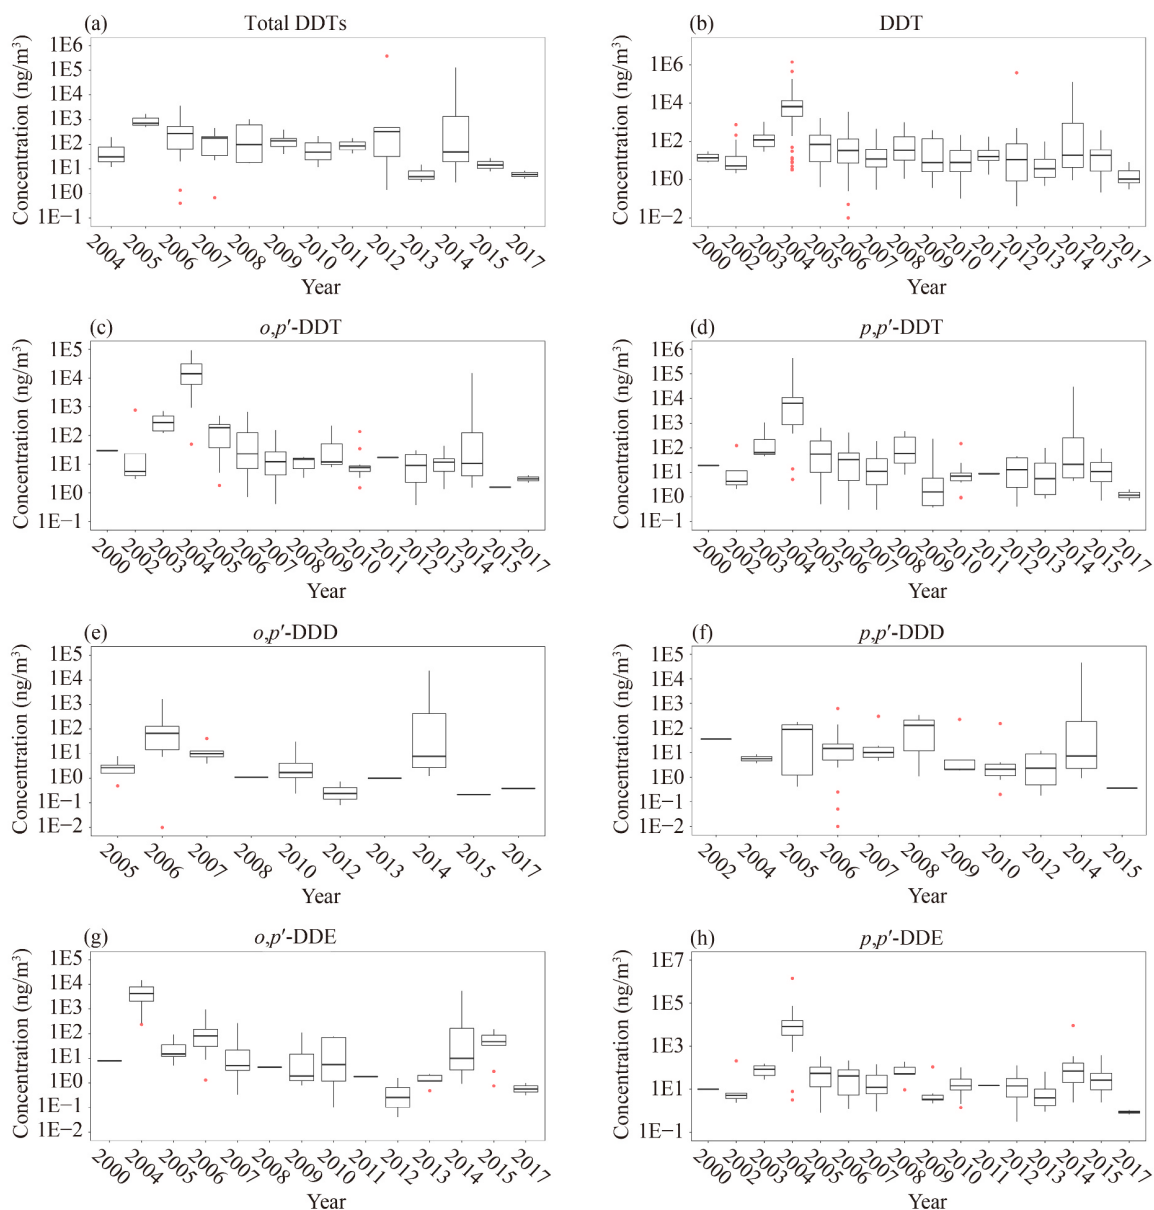 (a) Total DDTs
Concentration (ng/m³)
1E6
1E5
1E4
1E3
1E2
1E1
1E0
1E−1
2004 2005 2006 2007 2008 2009 2010 2011 2012 2013 2014 2015 2017
Year
(b) DDT
Concentration (ng/m³)
1E6
1E4
1E2
1E0
1E−2
2000 2002 2003 2004 2005 2006 2007 2008 2009 2010 2011 2012 2013 2014 2015 2017
Year
(c) o,p′-DDT
Concentration (ng/m³)
1E5
1E4
1E3
1E2
1E1
1E0
1E−1
2000 2002 2003 2004 2005 2006 2007 2008 2009 2010 2011 2012 2013 2014 2015 2017
Year
(d) p,p′-DDT
Concentration (ng/m³)
1E6
1E5
1E4
1E3
1E2
1E1
1E0
1E−1
2000 2002 2003 2004 2005 2006 2007 2008 2009 2010 2011 2012 2013 2014 2015 2017
Year
(e) o,p′-DDD
Concentration (ng/m³)
1E5
1E4
1E3
1E2
1E1
1E0
1E−1
1E−2
2005 2006 2007 2008 2010 2012 2013 2014 2015 2017
Year
(f) p,p′-DDD
Concentration (ng/m³)
1E5
1E4
1E3
1E2
1E1
1E0
1E−1
1E−2
2002 2004 2005 2006 2007 2008 2009 2010 2012 2014 2015
Year
(g) o,p′-DDE
Concentration (ng/m³)
1E5
1E4
1E3
1E2
1E1
1E0
1E−1
1E−2
2000 2004 2005 2006 2007 2008 2009 2010 2011 2012 2013 2014 2015 2017
Year
(h) p,p′-DDE
Concentration (ng/m³)
1E7
1E5
1E3
1E1
1E−1
2000 2002 2003 2004 2005 2006 2007 2008 2009 2010 2011 2012 2013 2014 2015 2017
Year